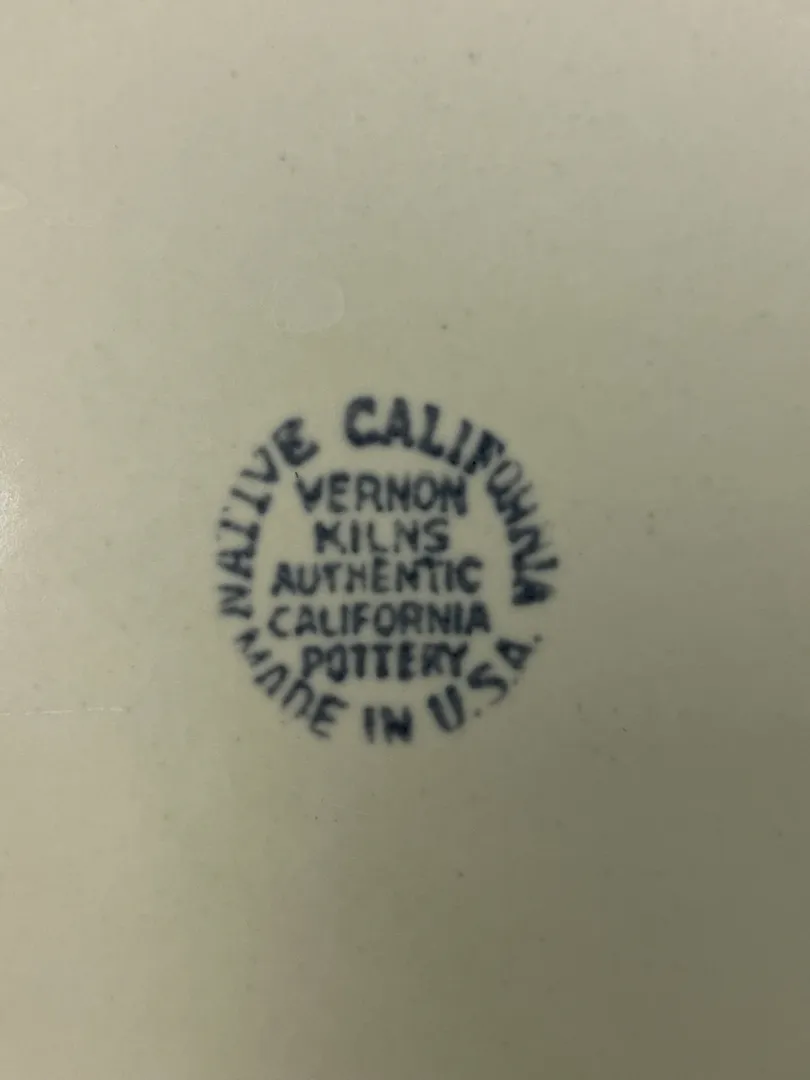 NATIVE CALIFORNIA
VERNON
KILNS
AUTHENTIC
CALIFORNIA
POTTERY
MADE IN U.S.A.